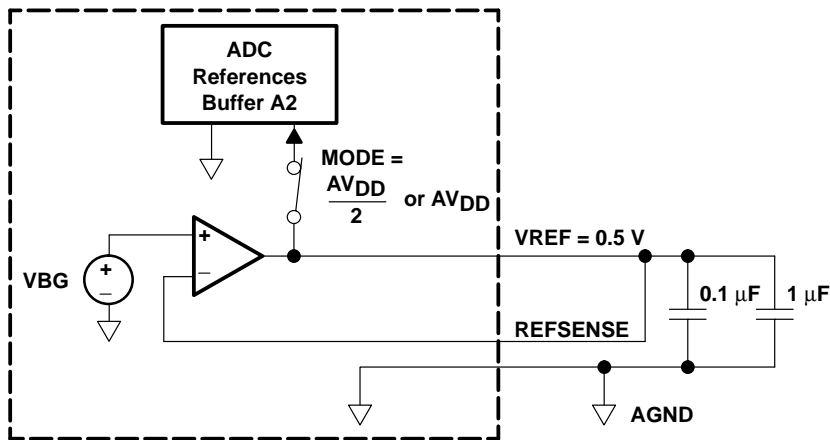 ADC
References
Buffer A2
MODE =
AVDD
2
or AVDD
+
−
VBG
+
−
VREF = 0.5 V
0.1 μF
1 μF
REFSENSE
AGND